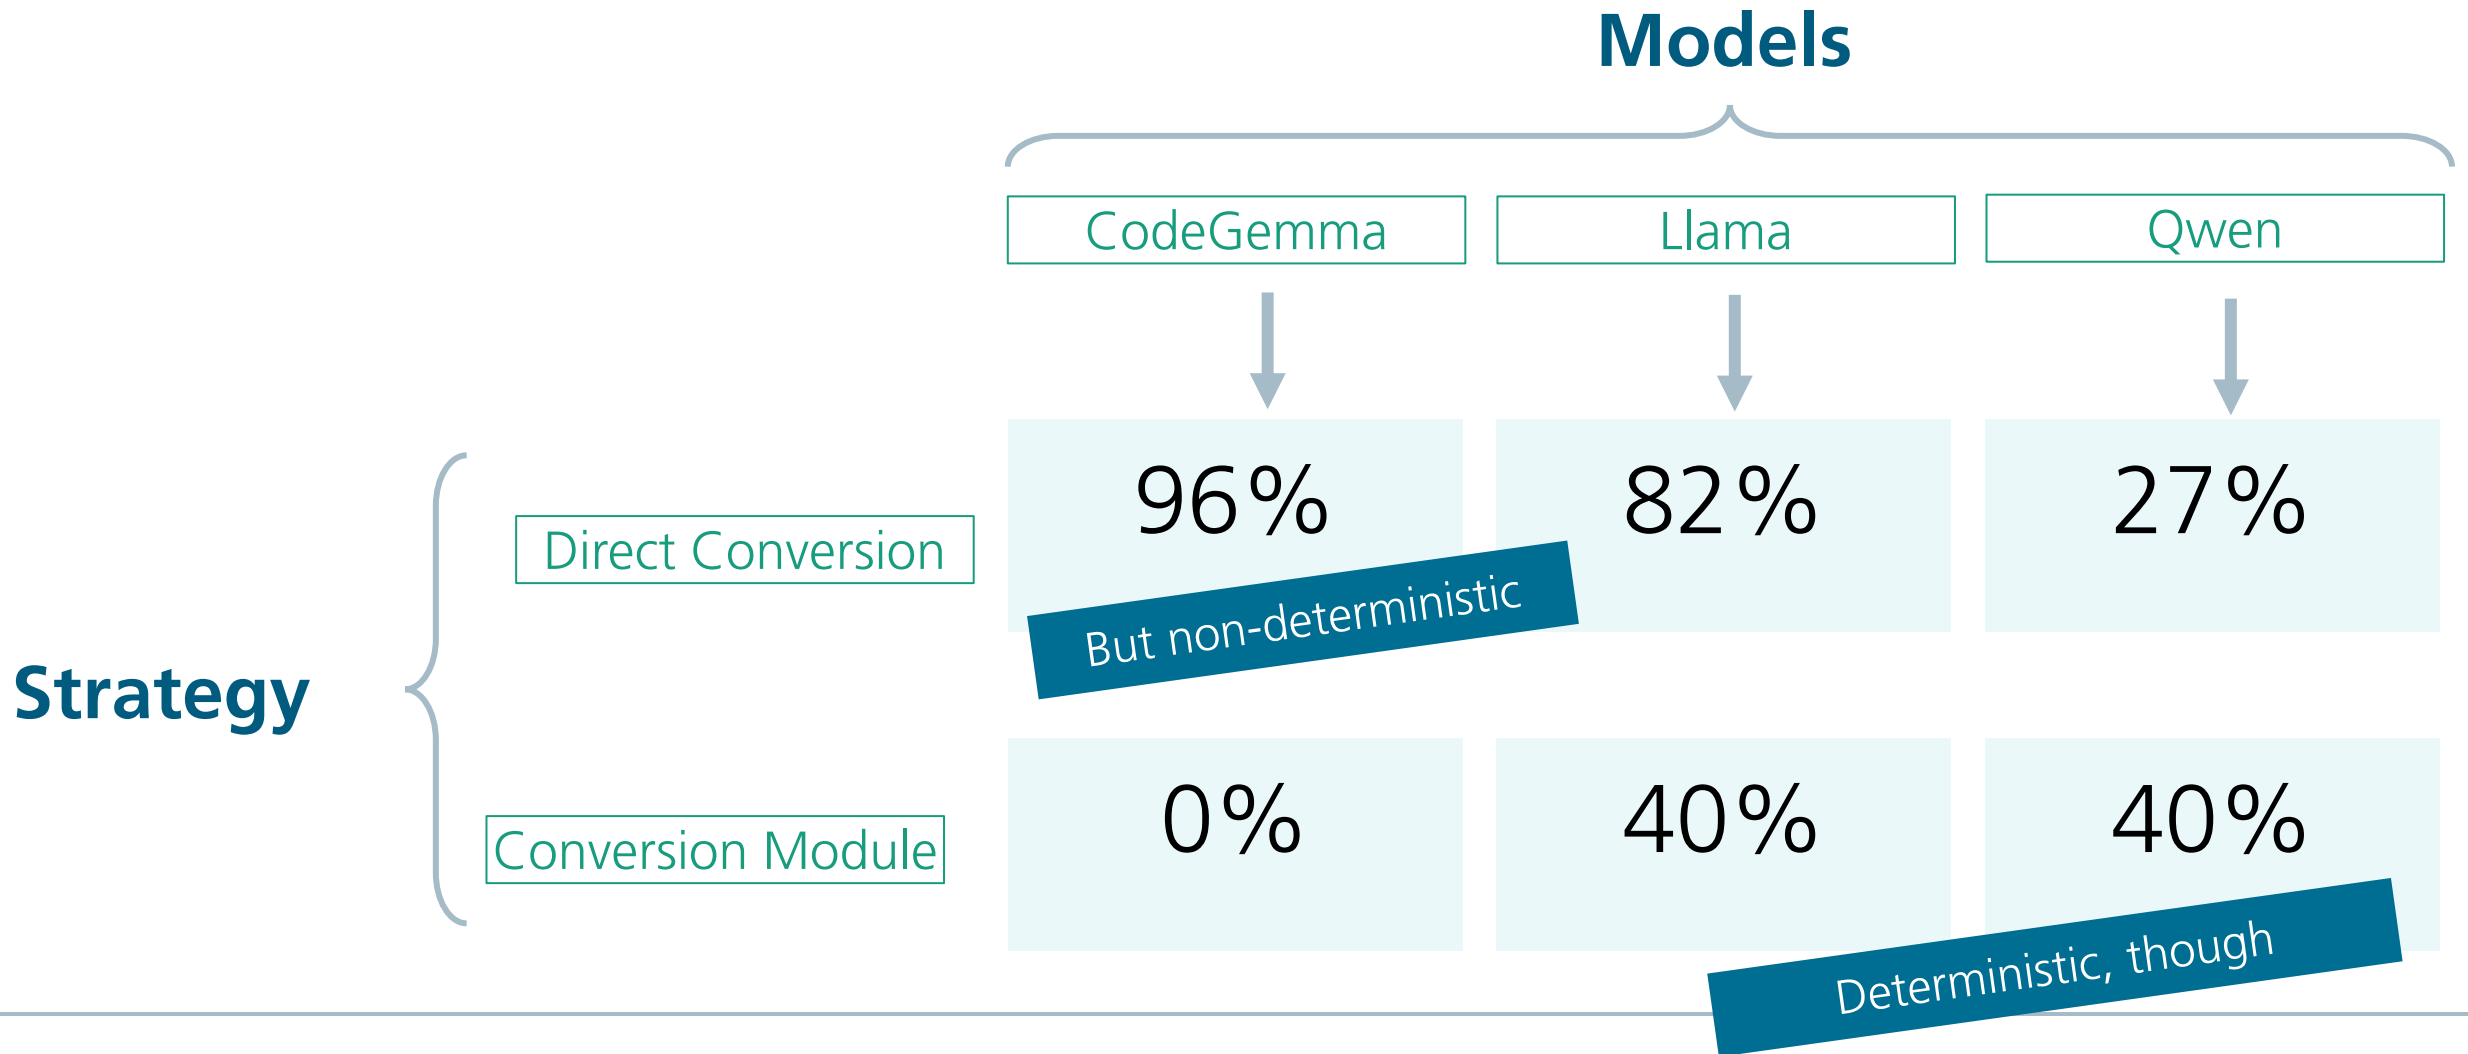 Models
CodeGemma
Llama
Qwen
96%
82%
27%
Direct Conversion
But non-deterministic
Strategy
0%
40%
40%
Conversion Module
Deterministic, though